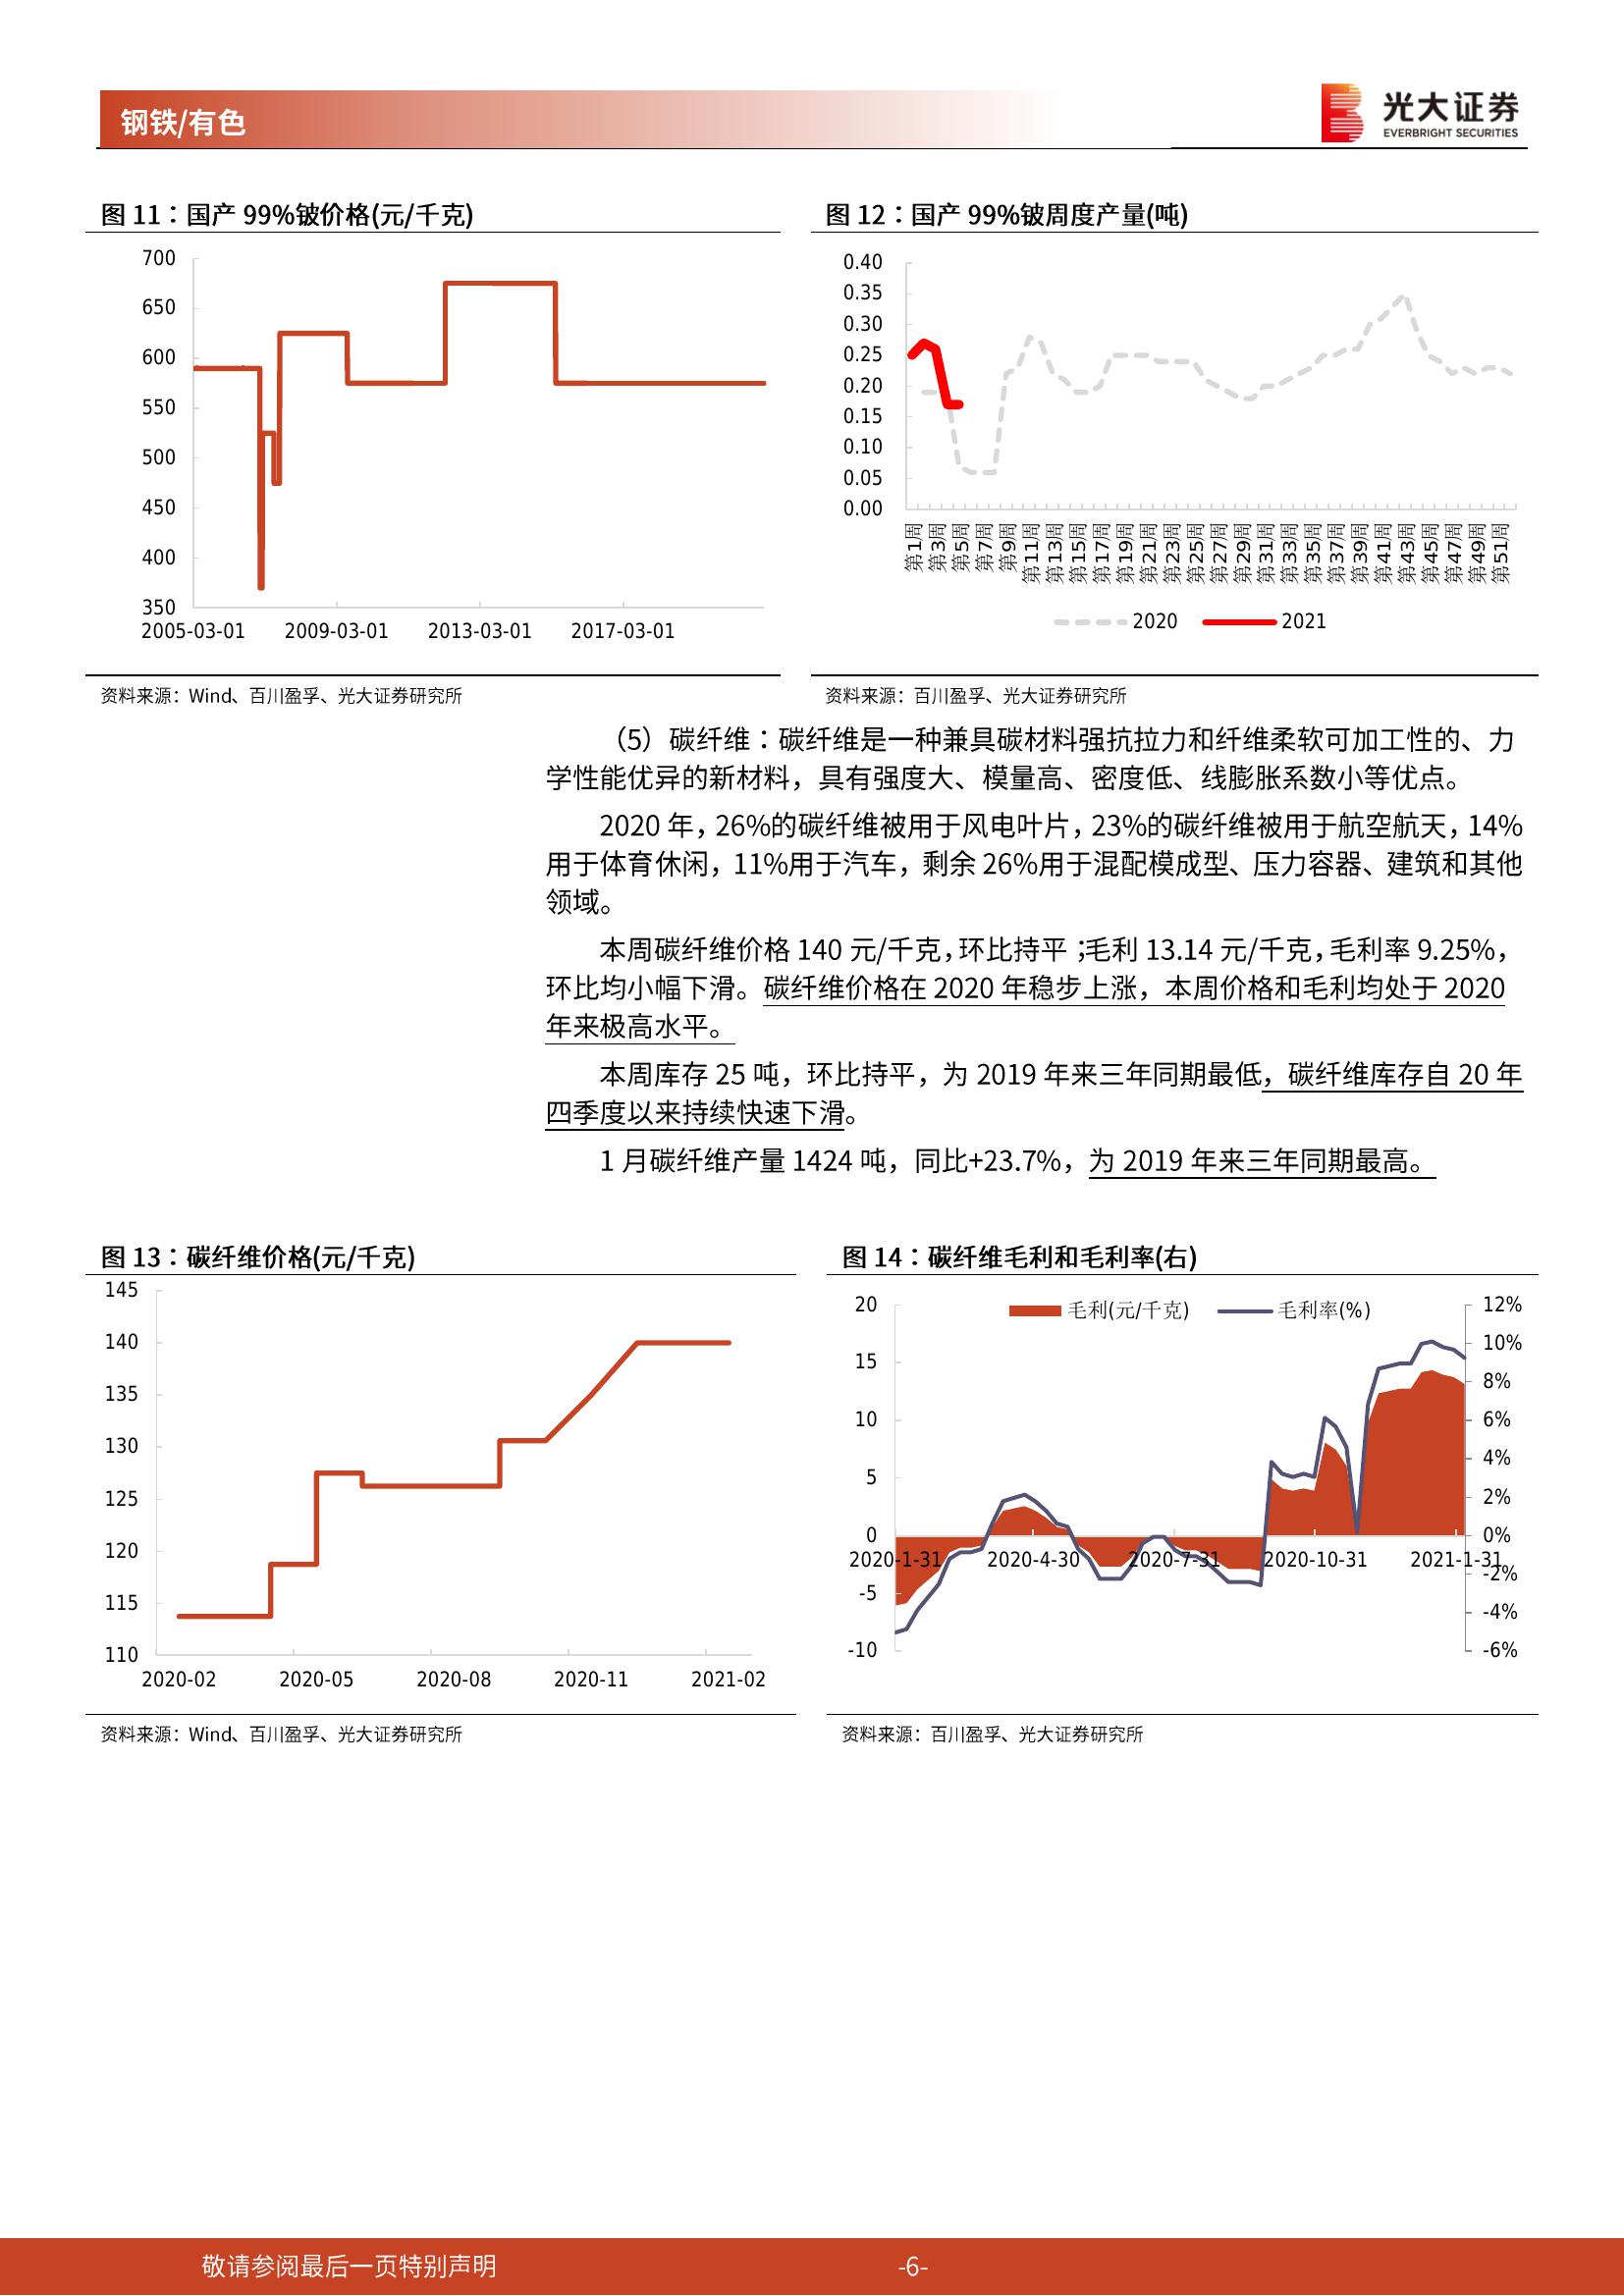 钢铁/有色
光大证券
EVERBRIGHT SECURITIES
图 11：国产 99%铍价格(元/千克)
700
650
600
550
500
450
400
350
2005-03-01 2009-03-01 2013-03-01 2017-03-01
资料来源：Wind、百川盈孚、光大证券研究所
图 12：国产 99%铍周度产量(吨)
0.40
0.35
0.30
0.25
0.20
0.15
0.10
0.05
0.00
第1周 第3周 第5周 第7周 第9周 第11周 第13周 第15周 第17周 第19周 第21周 第23周 第25周 第27周 第29周 第31周 第33周 第35周 第37周 第39周 第41周 第43周 第45周 第47周 第49周 第51周
2020 2021
资料来源：百川盈孚、光大证券研究所
（5）碳纤维：碳纤维是一种兼具碳材料强抗拉力和纤维柔软可加工性的、力
学性能优异的新材料，具有强度大、模量高、密度低、线膨胀系数小等优点。
2020 年，26%的碳纤维被用于风电叶片，23%的碳纤维被用于航空航天，14%
用于体育休闲，11%用于汽车，剩余 26%用于混配模成型、压力容器、建筑和其他
领域。
本周碳纤维价格 140 元/千克，环比持平；毛利 13.14 元/千克，毛利率 9.25%，
环比均小幅下滑。碳纤维价格在 2020 年稳步上涨，本周价格和毛利均处于 2020
年来极高水平。
本周库存 25 吨，环比持平，为 2019 年来三年同期最低，碳纤维库存自 20 年
四季度以来持续快速下滑。
1 月碳纤维产量 1424 吨，同比+23.7%，为 2019 年来三年同期最高。
图 13：碳纤维价格(元/千克)
145
140
135
130
125
120
115
110
2020-02 2020-05 2020-08 2020-11 2021-02
资料来源：Wind、百川盈孚、光大证券研究所
图 14：碳纤维毛利和毛利率(右)
毛利(元/千克) 毛利率(%)
20
15
10
5
0
-5
-10
12%
10%
8%
6%
4%
2%
0%
-2%
-4%
-6%
2020-1-31 2020-4-30 2020-7-31 2020-10-31 2021-1-31
资料来源：百川盈孚、光大证券研究所
敬请参阅最后一页特别声明
-6-